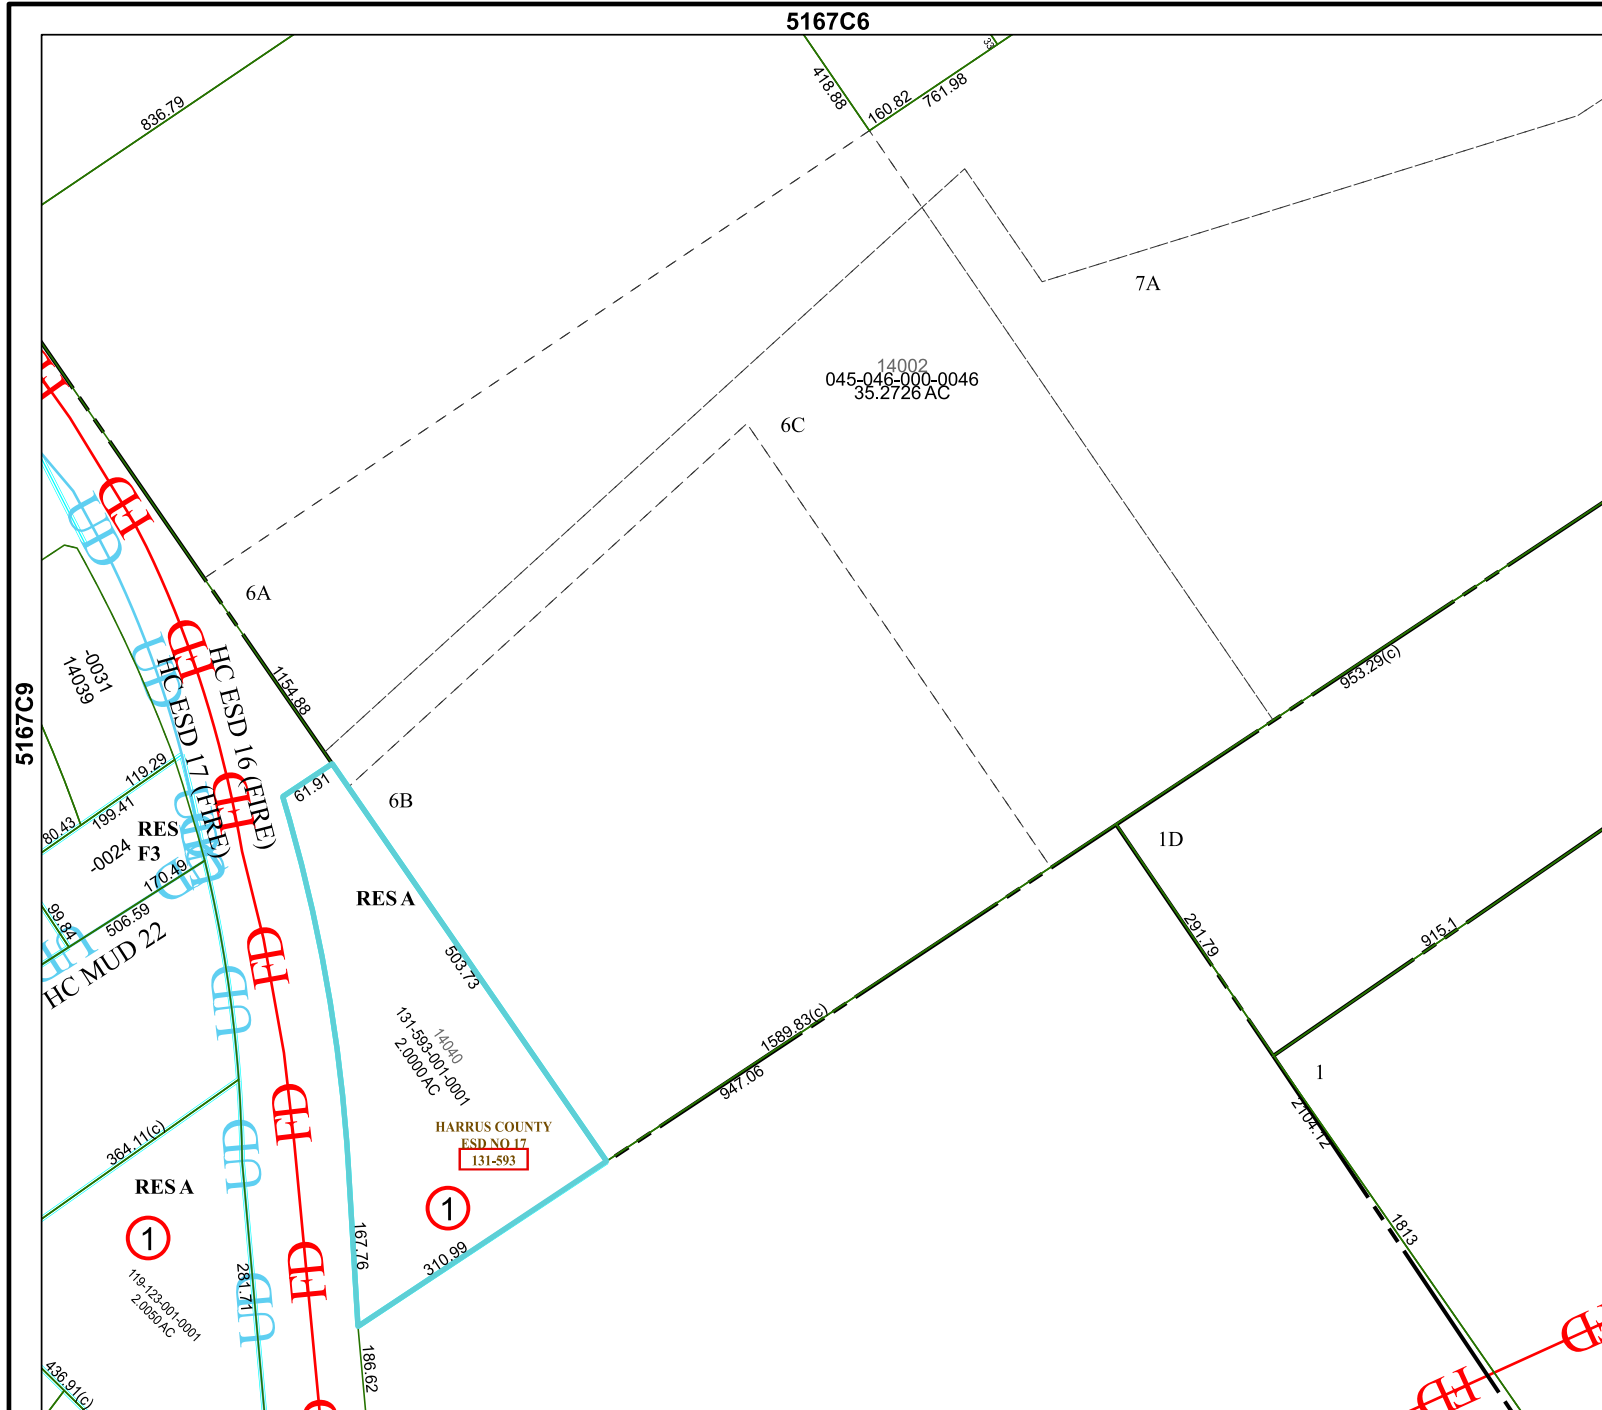 5167C6
5167C9
836.79
418.88
160.82
761.98
33
7A
14002
045-046-000-0046
35.2726 AC
6C
6A
1154.88
953.29(c)
-0031
14039
HC ESD 16 (FIRE)
HC ESD 17 (FIRE)
119.29
199.41
80.43
61.91
6B
RES
F3
-0024
170.49
1D
RES A
99.84
506.59
HC MUD 22
291.79
915.1
503.73
14040
131-593-001-0001
2.0000 AC
1589.83(c)
947.06
1
2104.12
HARRUS COUNTY
ESD NO 17
131-593
364.11(c)
RES A
1
1
167.76
310.99
1813
281.71
119-123-001-0001
2.0050 AC
186.62
436.91(c)